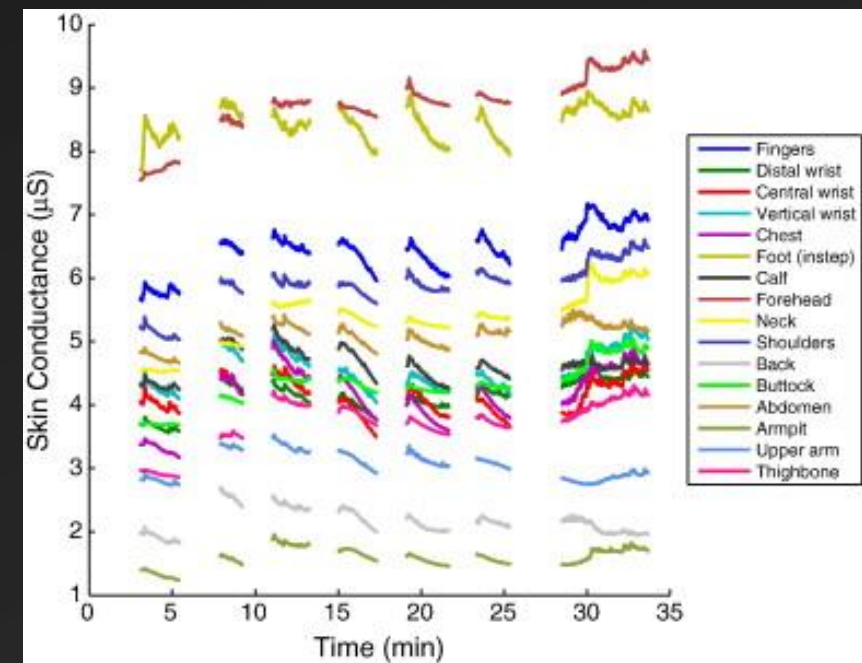 10
9
8
7
6
5
4
3
2
1
Skin Conductance (μS)
0 5 10 15 20 25 30 35
Time (min)
Fingers
Distal wrist
Central wrist
Vertical wrist
Chest
Foot (instep)
Calf
Forehead
Neck
Shoulders
Back
Buttock
Abdomen
Armpit
Upper arm
Thighbone